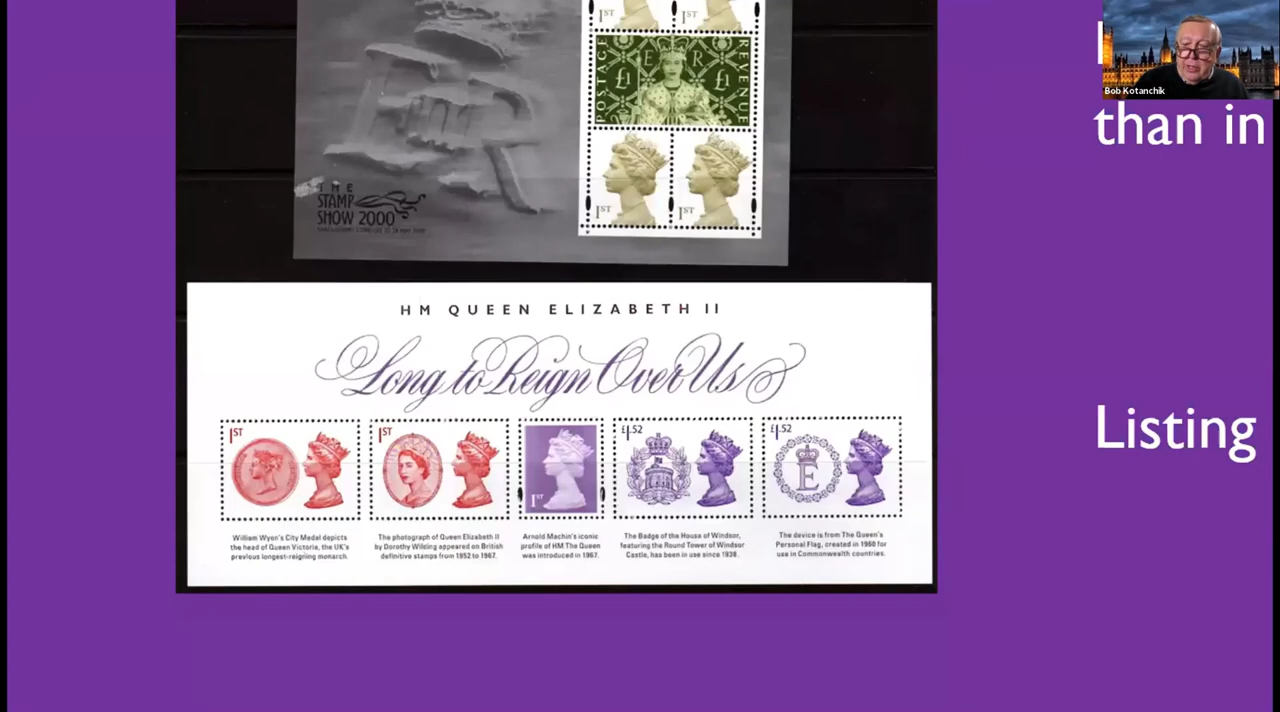 1ST 1ST
POSTAGE £1 E R £1 REVENUE
1ST 1ST
THE
STAMP
SHOW 2000
HM QUEEN ELIZABETH II
Long to Reign Over Us
1ST 1ST 1ST £1.52 £1.52
E
William Wyon's City Medal depicts
the head of Queen Victoria, the UK's
previous longest-reigning monarch.
The photograph of Queen Elizabeth II
by Dorothy Wilding appeared on British
definitive stamps from 1952 to 1967.
Arnold Machin's iconic
profile of HM The Queen
was introduced in 1967.
The Badge of the House of Windsor,
featuring the Round Tower of Windsor
Castle, has been in use since 1938.
The device is from The Queen's
Personal Flag, created in 1960 for
use in Commonwealth countries.
Bob Kotanchik
than in
Listing